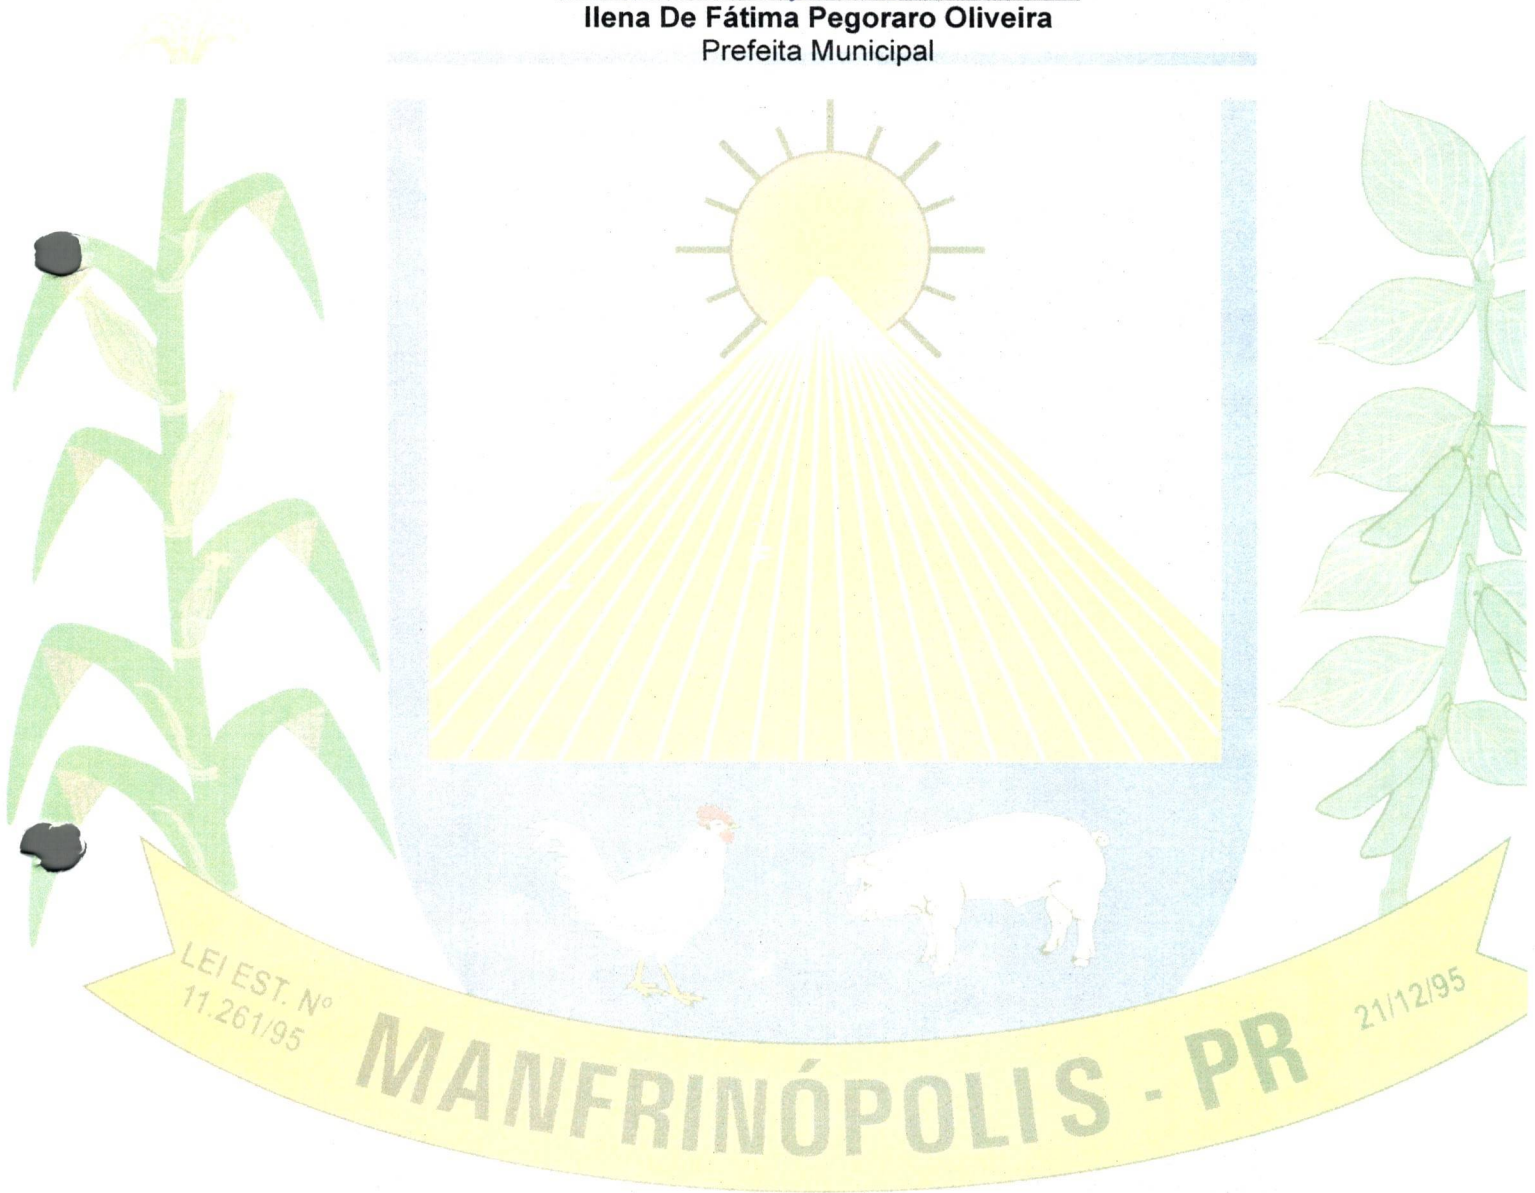 Ilena De Fátima Pegoraro Oliveira
Prefeita Municipal
LEI EST. Nº
11.261/95
MANFRINÓPOLIS - PR
21/12/95